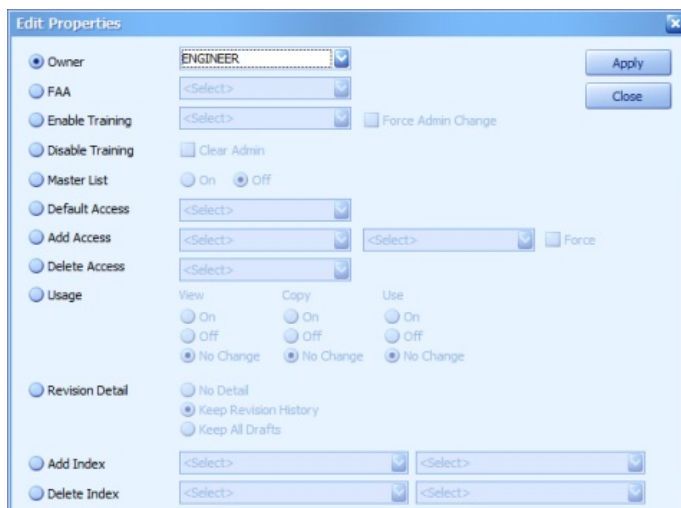 Edit Properties
Owner ENGINEER Apply
FAA <Select> Close
Enable Training <Select> Force Admin Change
Disable Training Clear Admin
Master List On Off
Default Access <Select>
Add Access <Select> <Select> Force
Delete Access <Select>
Usage View Copy Use
On On On
Off Off Off
No Change No Change No Change
Revision Detail No Detail
Keep Revision History
Keep All Drafts
Add Index <Select> <Select>
Delete Index <Select> <Select>